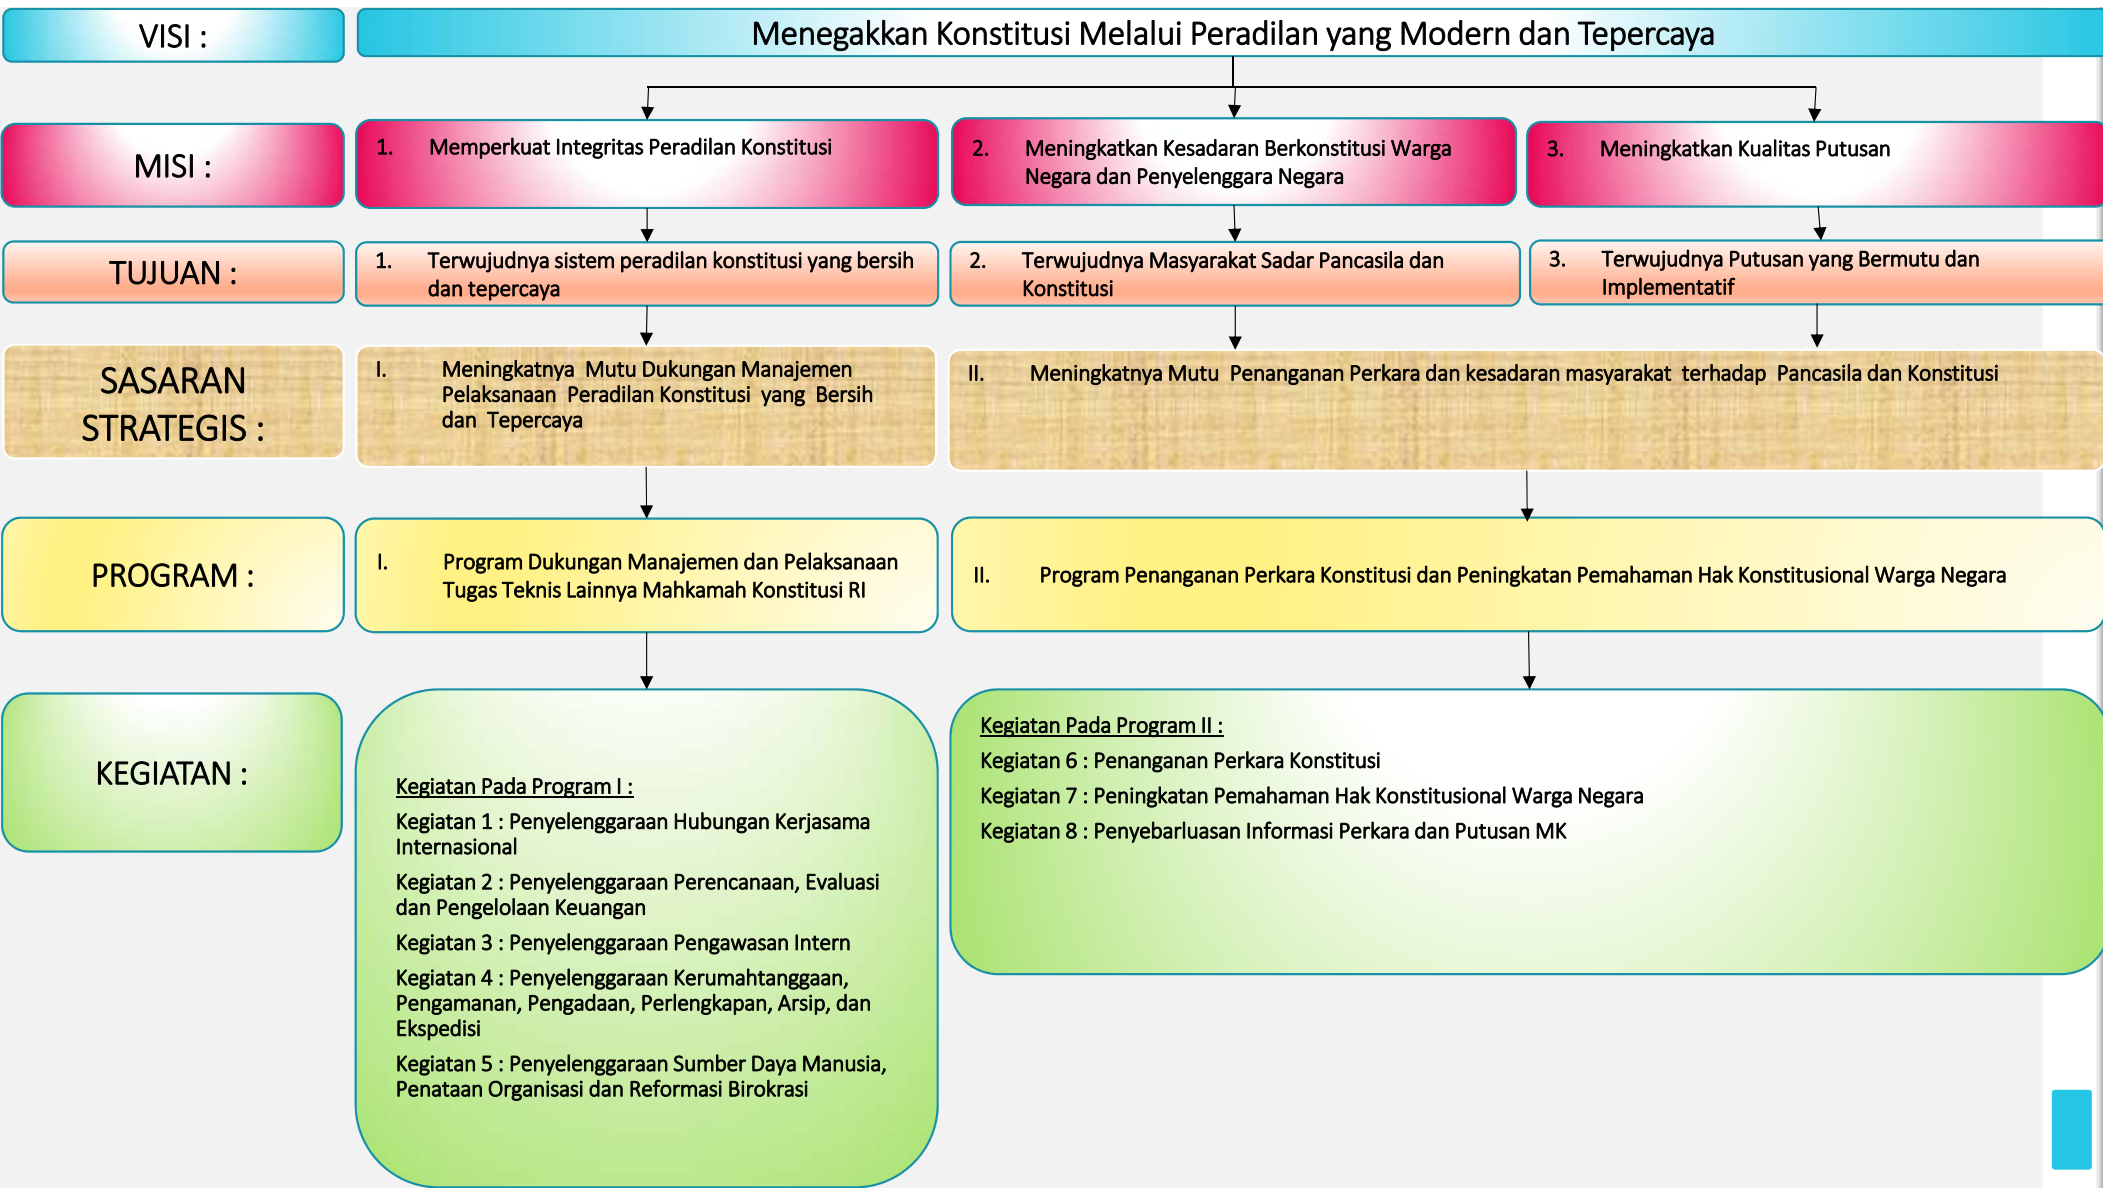 VISI :
Menegakkan Konstitusi Melalui Peradilan yang Modern dan Tepercaya
MISI :
1. Memperkuat Integritas Peradilan Konstitusi
2. Meningkatkan Kesadaran Berkonstitusi Warga
Negara dan Penyelenggara Negara
3. Meningkatkan Kualitas Putusan
TUJUAN :
1. Terwujudnya sistem peradilan konstitusi yang bersih
dan tepercaya
2. Terwujudnya Masyarakat Sadar Pancasila dan
Konstitusi
3. Terwujudnya Putusan yang Bermutu dan
Implementatif
SASARAN
STRATEGIS :
I. Meningkatnya Mutu Dukungan Manajemen
Pelaksanaan Peradilan Konstitusi yang Bersih
dan Tepercaya
II. Meningkatnya Mutu Penanganan Perkara dan kesadaran masyarakat terhadap Pancasila dan Konstitusi
PROGRAM :
I. Program Dukungan Manajemen dan Pelaksanaan
Tugas Teknis Lainnya Mahkamah Konstitusi RI
II. Program Penanganan Perkara Konstitusi dan Peningkatan Pemahaman Hak Konstitusional Warga Negara
KEGIATAN :
Kegiatan Pada Program I :
Kegiatan 1 : Penyelenggaraan Hubungan Kerjasama
Internasional
Kegiatan 2 : Penyelenggaraan Perencanaan, Evaluasi
dan Pengelolaan Keuangan
Kegiatan 3 : Penyelenggaraan Pengawasan Intern
Kegiatan 4 : Penyelenggaraan Kerumahtanggaan,
Pengamanan, Pengadaan, Perlengkapan, Arsip, dan
Ekspedisi
Kegiatan 5 : Penyelenggaraan Sumber Daya Manusia,
Penataan Organisasi dan Reformasi Birokrasi
Kegiatan Pada Program II :
Kegiatan 6 : Penanganan Perkara Konstitusi
Kegiatan 7 : Peningkatan Pemahaman Hak Konstitusional Warga Negara
Kegiatan 8 : Penyebarluasan Informasi Perkara dan Putusan MK